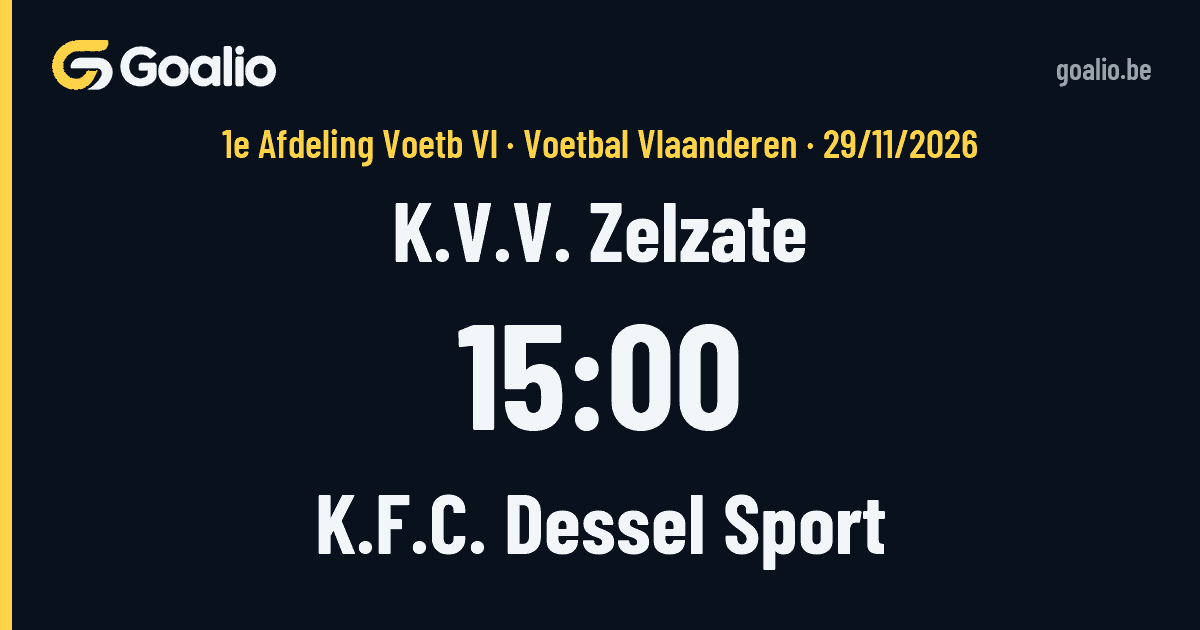 Goalio
goalio.be
1e Afdeling Voetb Vl · Voetbal Vlaanderen · 29/11/2026
K.V.V. Zelzate
15:00
K.F.C. Dessel Sport